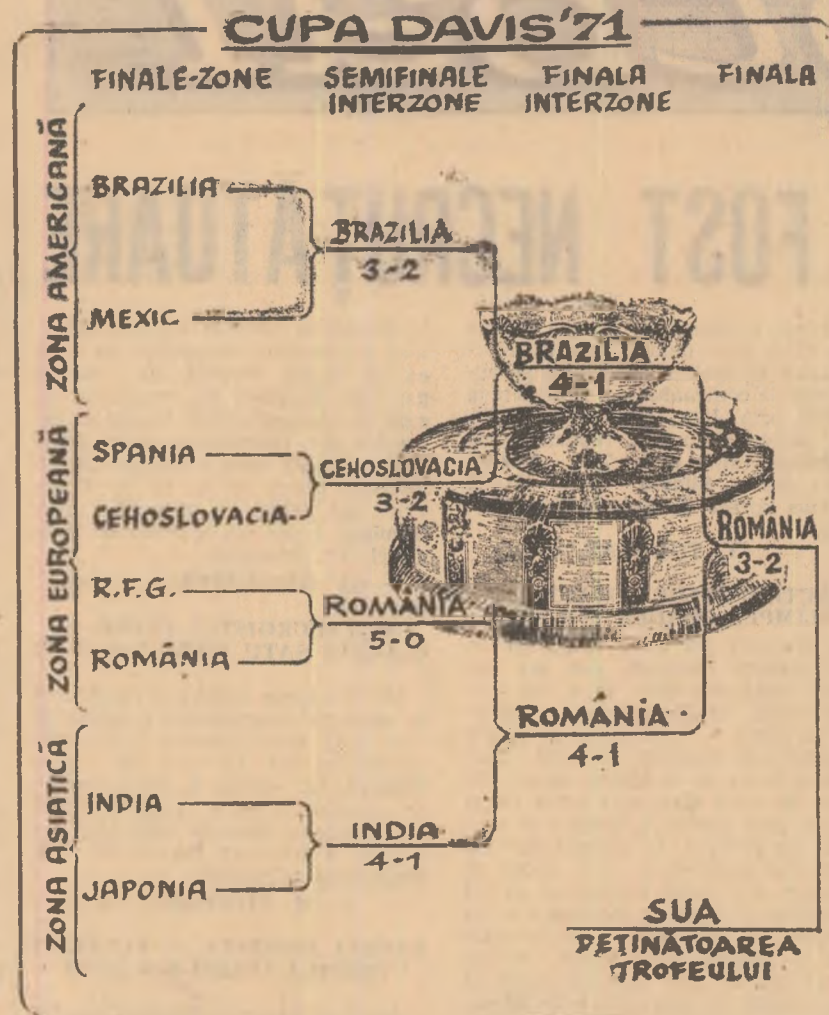 CUPA DAVIS'71
FINALE-ZONE
SEMIFINALE
INTERZONE
FINALA
INTERZONE
FINALA
ZONA AMERICANĂ
BRAZILIA
MEXIC
BRAZILIA
3-2
ZONA EUROPEANĂ
SPANIA
CEHOSLOVACIA
CEHOSLOVACIA
3-2
R.F.G.
ROMÂNIA
ROMÂNIA
5-0
ZONA ASIATICĂ
INDIA
JAPONIA
INDIA
4-1
BRAZILIA
4-1
ROMÂNIA
4-1
ROMÂNIA
3-2
SUA
DEȚINĂTOAREA
TROFEULUI